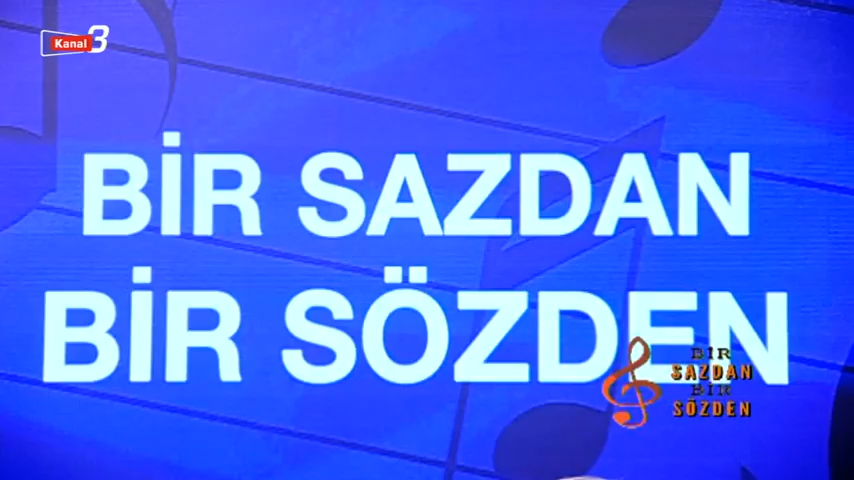 Kanal 3
BİR SAZDAN
BİR SÖZDEN
BİR
SAZDAN
BİR
SÖZDEN